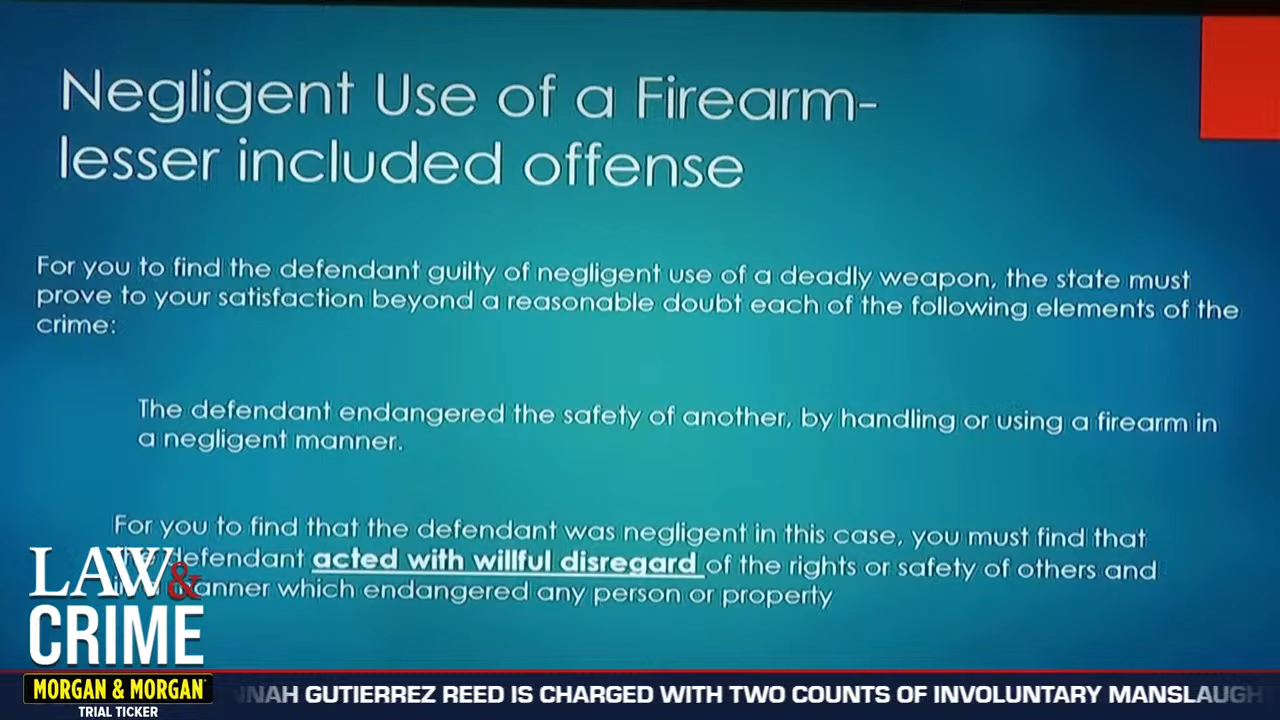 Negligent Use of a Firearm-
lesser included offense
For you to find the defendant guilty of negligent use of a deadly weapon, the state must
prove to your satisfaction beyond a reasonable doubt each of the following elements of the
crime:
The defendant endangered the safety of another, by handling or using a firearm in
a negligent manner.
For you to find that the defendant was negligent in this case, you must find that
defendant acted with willful disregard of the rights or safety of others and
which endangered any person or property
LAW&
CRIME
MORGAN & MORGAN
TRIAL TICKER
GUTIERREZ REED IS CHARGED WITH TWO COUNTS OF INVOLUNTARY